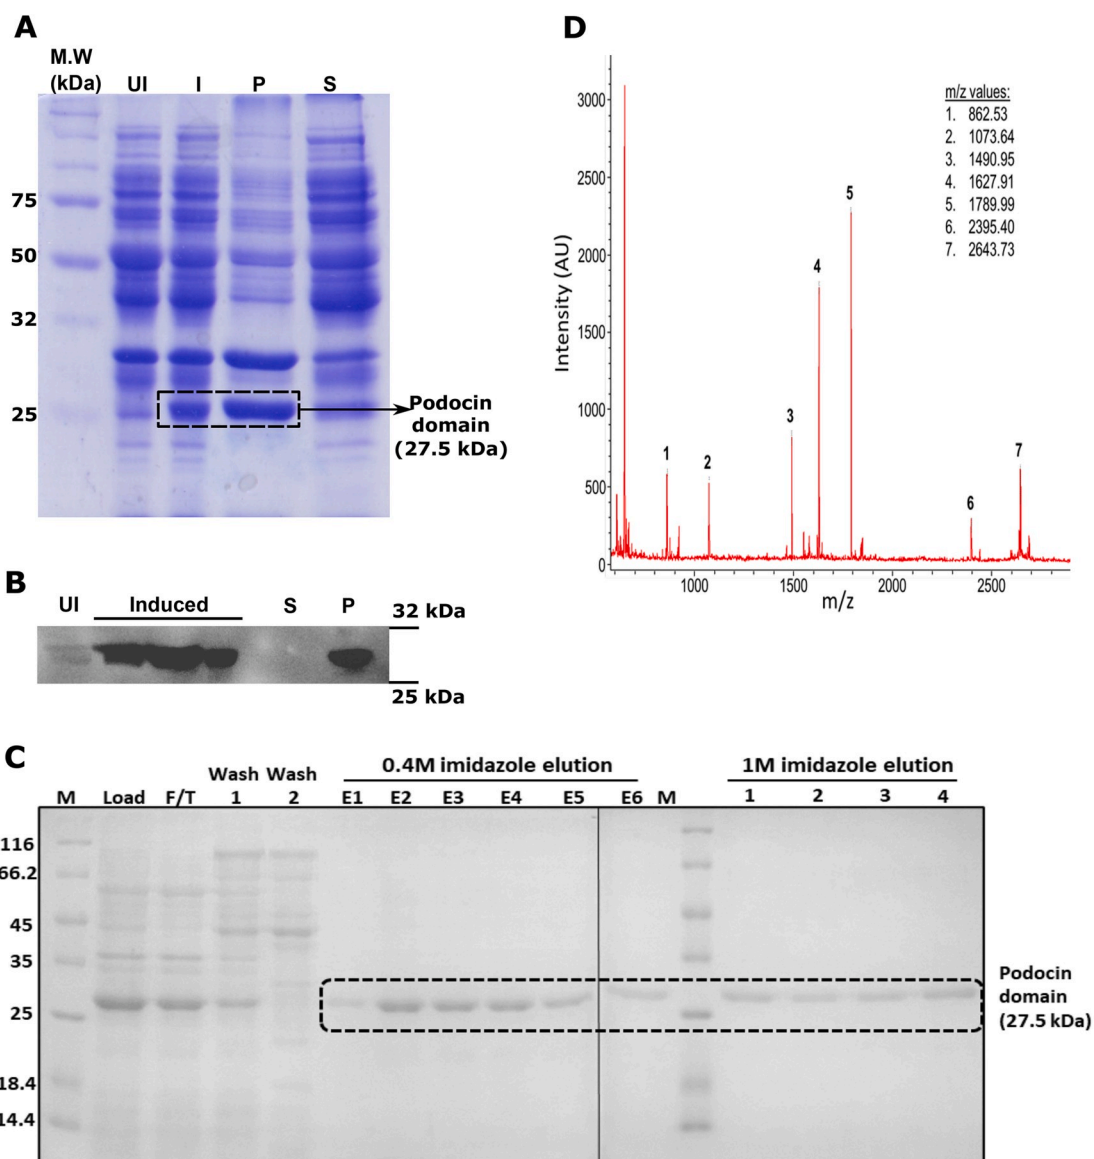 A
M.W
(kDa)
UI I P S
75
50
32
25
Podocin
domain
(27.5 kDa)
B
UI Induced S P
32 kDa
25 kDa
D
Intensity (AU)
3000
2500
2000
1500
1000
500
0
1000 1500 2000 2500
m/z
1 2 3 4 5 6 7
m/z values:
1. 862.53
2. 1073.64
3. 1490.95
4. 1627.91
5. 1789.99
6. 2395.40
7. 2643.73
C
0.4M imidazole elution 1M imidazole elution
Wash Wash
M Load F/T 1 2 E1 E2 E3 E4 E5 E6 M 1 2 3 4
116
66.2
45
35
25
18.4
14.4
Podocin
domain
(27.5 kDa)